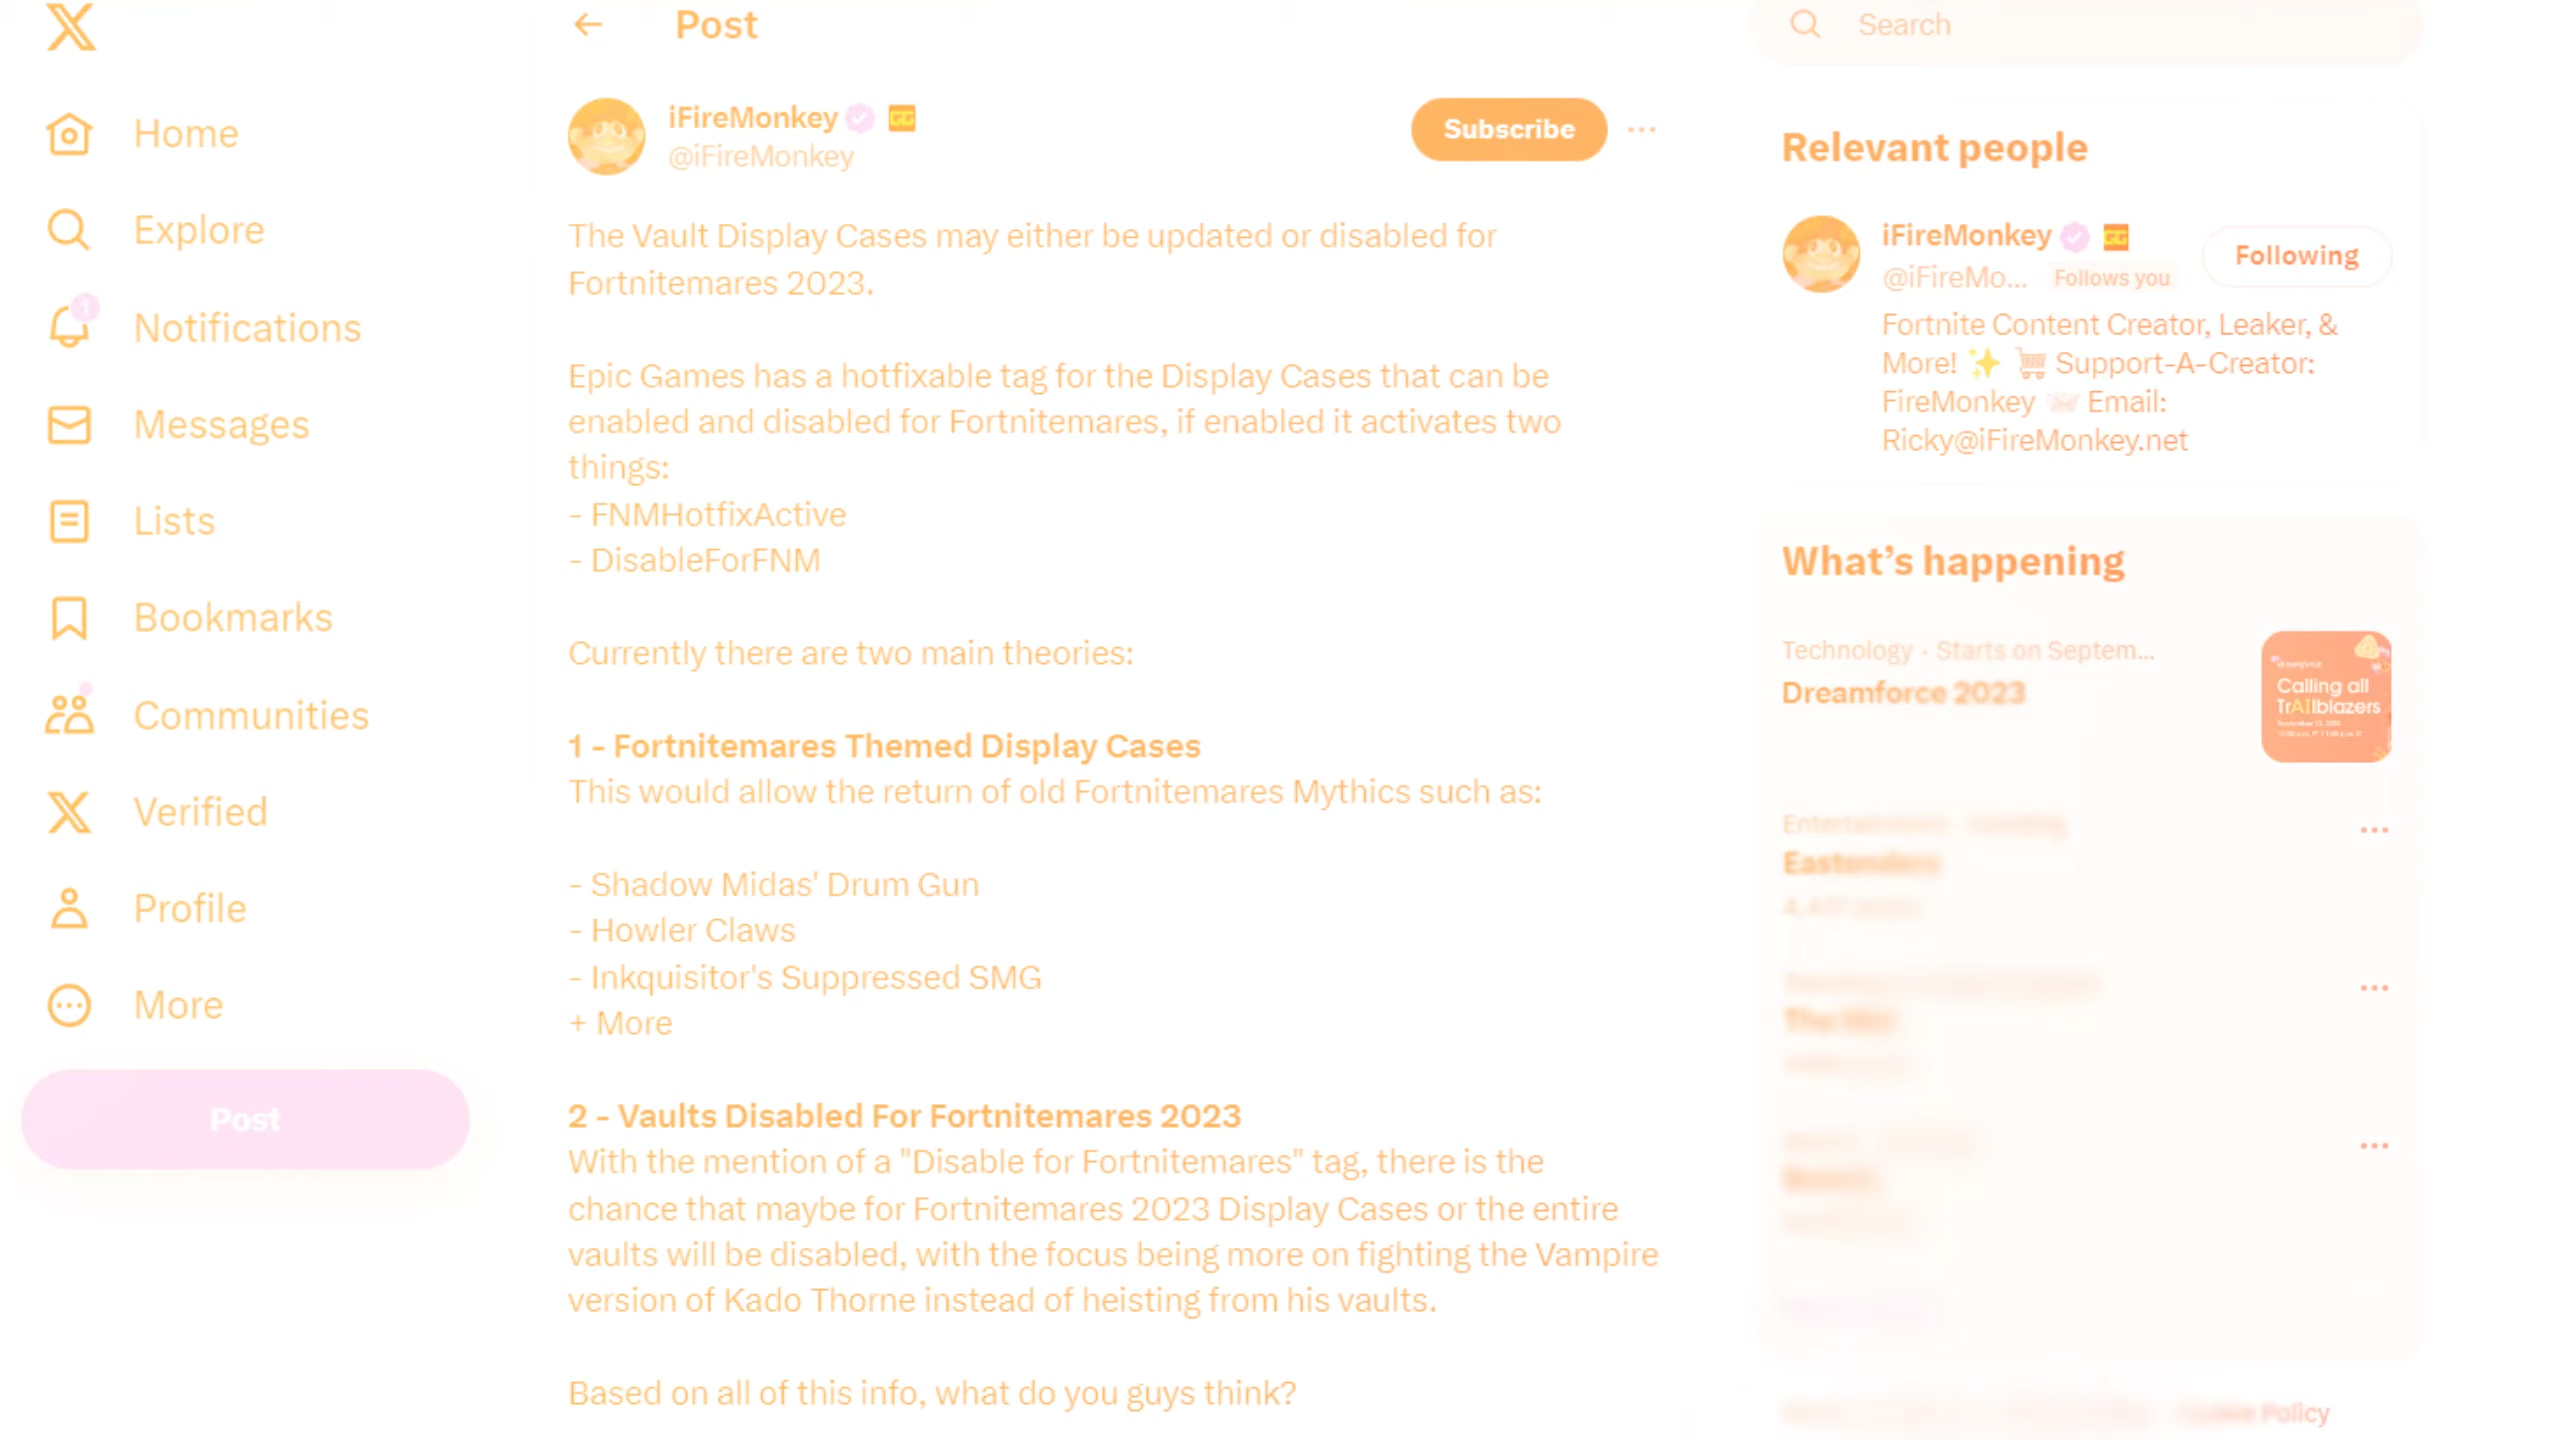 Home
Explore
1
Notifications
Messages
Lists
Bookmarks
Communities
Verified
Profile
More
Post
Post
iFireMonkey
@iFireMonkey
Subscribe
The Vault Display Cases may either be updated or disabled for
Fortnitemares 2023.
Epic Games has a hotfixable tag for the Display Cases that can be
enabled and disabled for Fortnitemares, if enabled it activates two
things:
- FNMHotfixActive
- DisableForFNM
Currently there are two main theories:
1 - Fortnitemares Themed Display Cases
This would allow the return of old Fortnitemares Mythics such as:
- Shadow Midas' Drum Gun
- Howler Claws
- Inkquisitor's Suppressed SMG
+ More
2 - Vaults Disabled For Fortnitemares 2023
With the mention of a "Disable for Fortnitemares" tag, there is the
chance that maybe for Fortnitemares 2023 Display Cases or the entire
vaults will be disabled, with the focus being more on fighting the Vampire
version of Kado Thorne instead of heisting from his vaults.
Based on all of this info, what do you guys think?
Search
Relevant people
iFireMonkey
@iFireMo... Follows you
Following
Fortnite Content Creator, Leaker, &
More! ✨ 🛒 Support-A-Creator:
FireMonkey 📨 Email:
Ricky@iFireMonkey.net
What's happening
Technology · Starts on Septem...
Dreamforce 2023
Calling all
TrAIlblazers
Eastenders
Policy